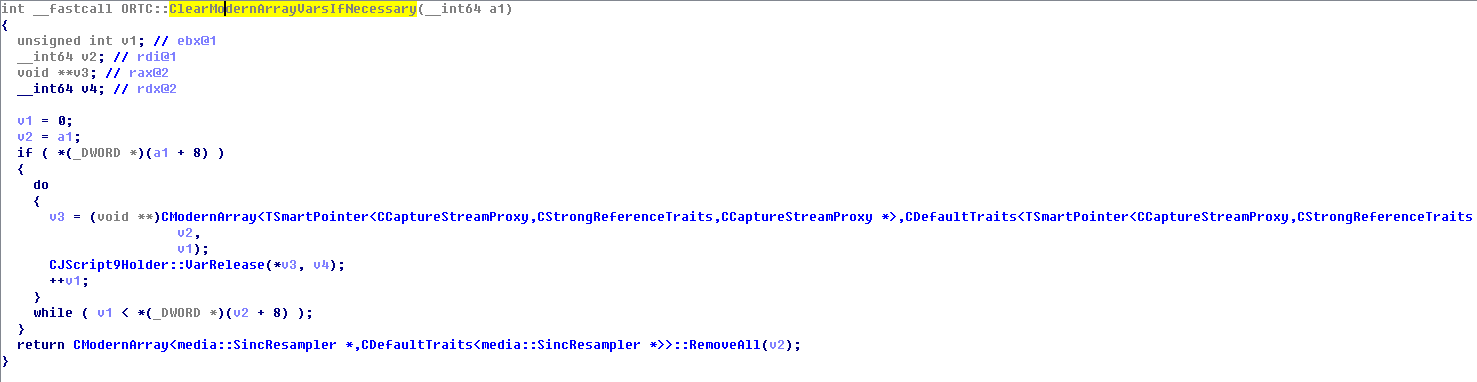 int __fastcall ORTC::ClearModernArrayVarsIfNecessary(__int64 a1)
{
unsigned int v1; // ebx@1
__int64 v2; // rdi@1
void **v3; // rax@2
__int64 v4; // rdx@2
v1 = 0;
v2 = a1;
if ( *(_DWORD *)(a1 + 8) )
{
do
{
v3 = (void **)CModernArray<TSmartPointer<CCaptureStreamProxy,CStrongReferenceTraits,CCaptureStreamProxy *>,CDefaultTraits<TSmartPointer<CCaptureStreamProxy,CStrongReferenceTraits
v2,
v1);
CJScript9Holder::VarRelease(*v3, v4);
++v1;
}
while ( v1 < *(_DWORD *)(v2 + 8) );
}
return CModernArray<media::SincResampler *,CDefaultTraits<media::SincResampler *>>::RemoveAll(v2);
}